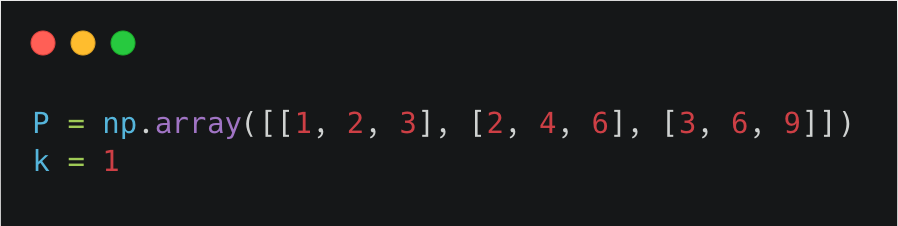 P = np.array([[1, 2, 3], [2, 4, 6], [3, 6, 9]])
k = 1